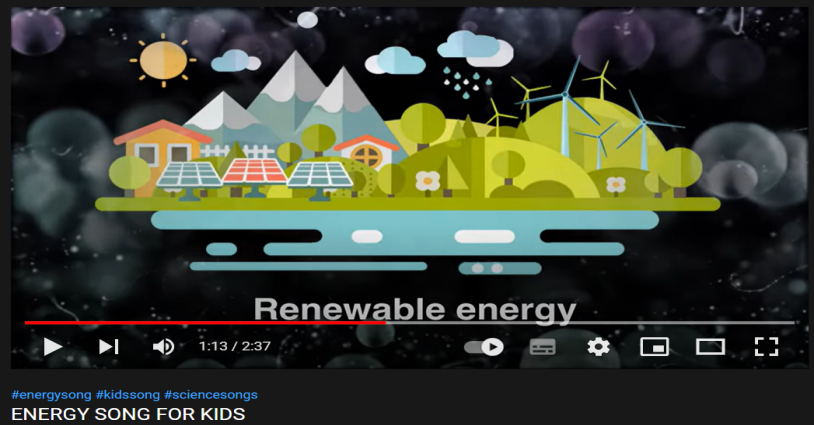 Renewable energy
1:13 / 2:37
#energysong #kidssong #sciencesongs
ENERGY SONG FOR KIDS